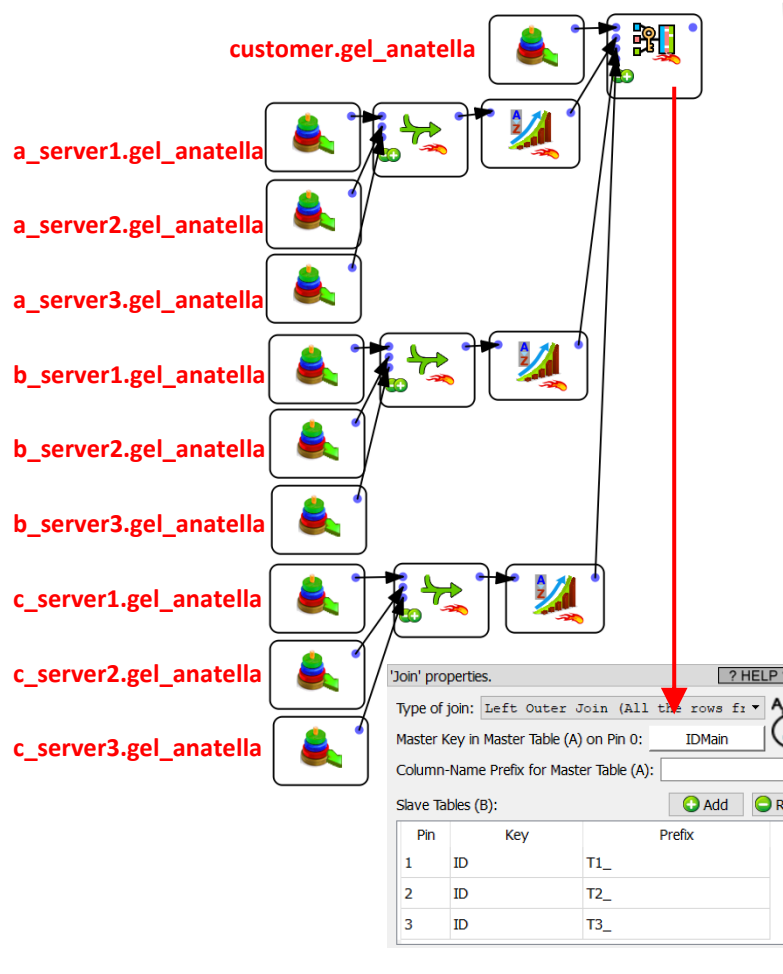 customer.gel_anatella
a_server1.gel_anatella
a_server2.gel_anatella
a_server3.gel_anatella
b_server1.gel_anatella
b_server2.gel_anatella
b_server3.gel_anatella
c_server1.gel_anatella
c_server2.gel_anatella
c_server3.gel_anatella
A
Z
A
Z
A
Z
'Join' properties.
? HELP
Type of join: Left Outer Join (All the rows fr
Master Key in Master Table (A) on Pin 0: IDMain
Column-Name Prefix for Master Table (A):
Slave Tables (B): Add R
Pin Key Prefix
1 ID T1_
2 ID T2_
3 ID T3_